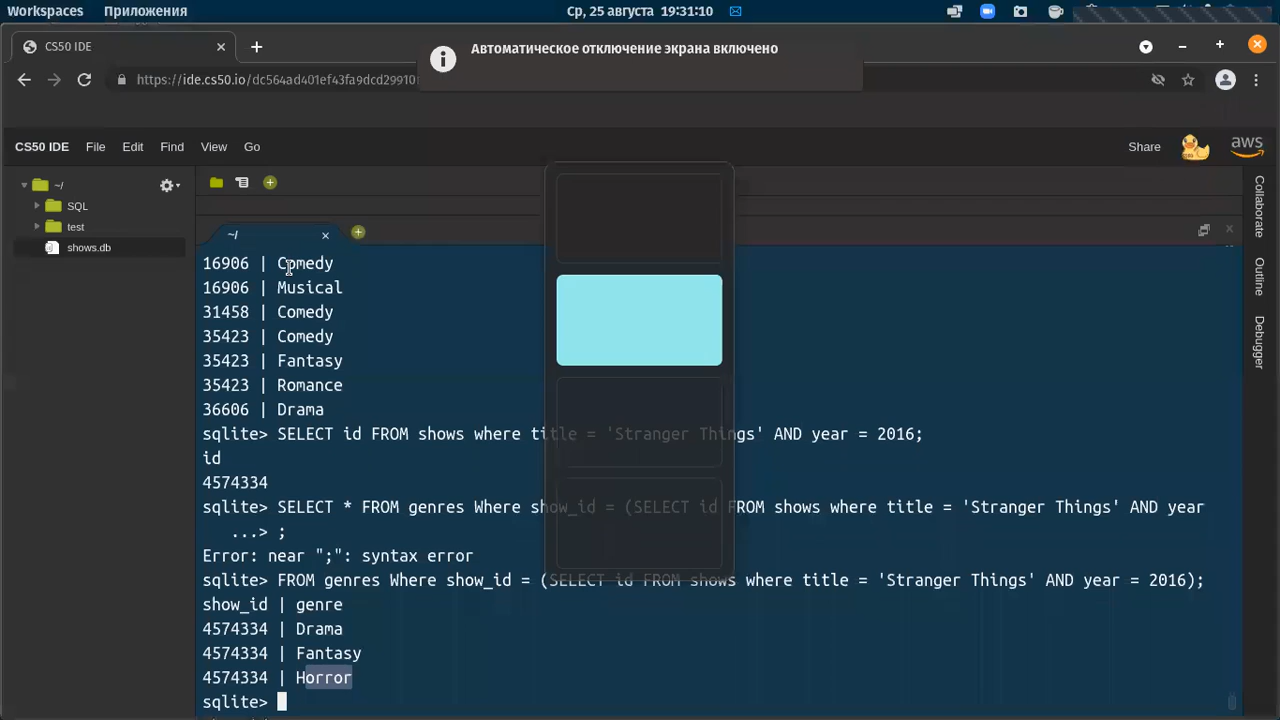 Workspaces Приложения Ср, 25 августа 19:31:10
CS50 IDE
Автоматическое отключение экрана включено
https://ide.cs50.io/dc564ad401ef43fa9dcd29910
CS50 IDE File Edit Find View Go Share aws
~/
SQL
test
shows.db
Collaborate
Outline
Debugger
~/
16906 | Comedy
16906 | Musical
31458 | Comedy
35423 | Comedy
35423 | Fantasy
35423 | Romance
36606 | Drama
sqlite> SELECT id FROM shows where title = 'Stranger Things' AND year = 2016;
id
4574334
sqlite> SELECT * FROM genres Where show_id = (SELECT id FROM shows where title = 'Stranger Things' AND year
...> ;
Error: near ";": syntax error
sqlite> FROM genres Where show_id = (SELECT id FROM shows where title = 'Stranger Things' AND year = 2016);
show_id | genre
4574334 | Drama
4574334 | Fantasy
4574334 | Horror
sqlite>